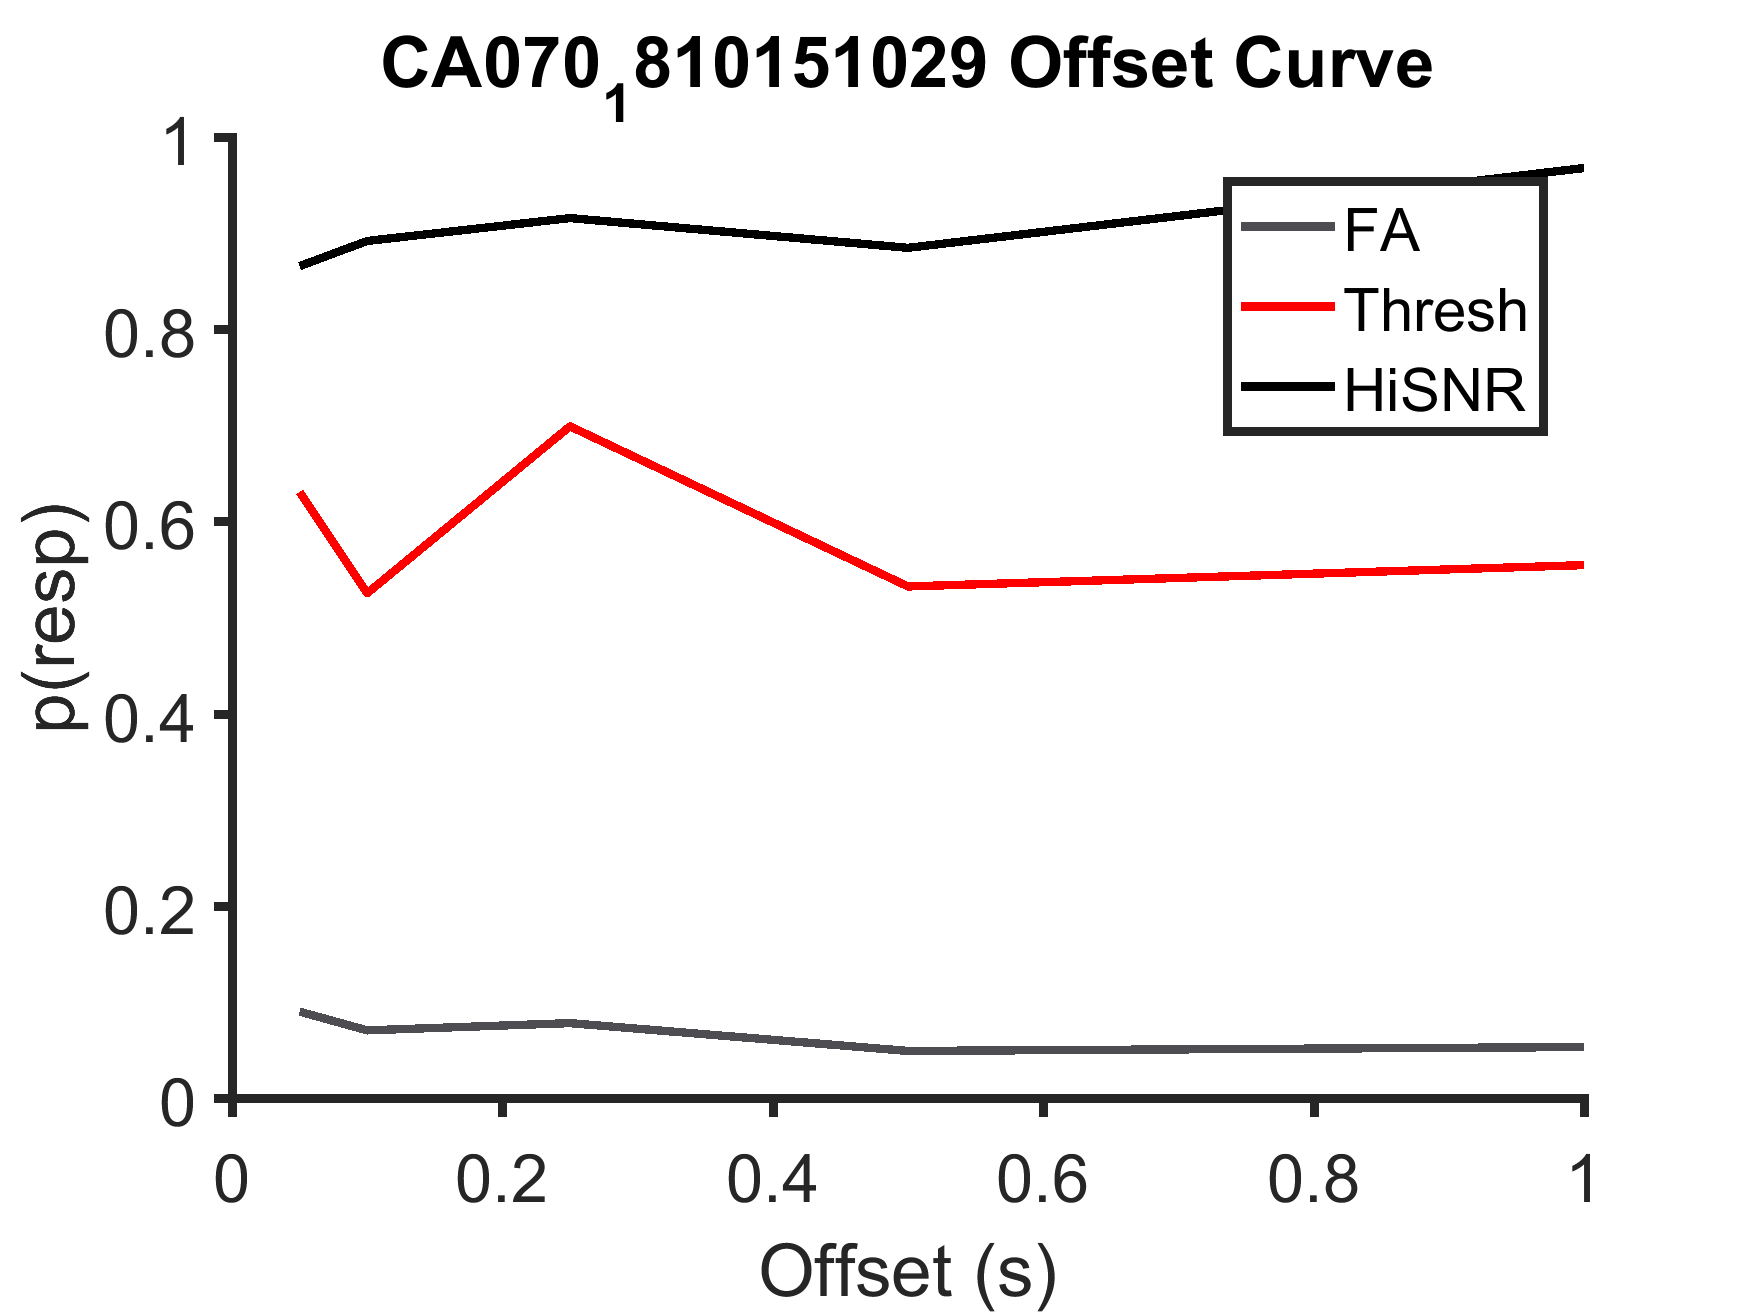 CA070₁810151029 Offset Curve
1
0.8
0.6
0.4
0.2
0
p(resp)
FA
Thresh
HiSNR
0 0.2 0.4 0.6 0.8 1
Offset (s)